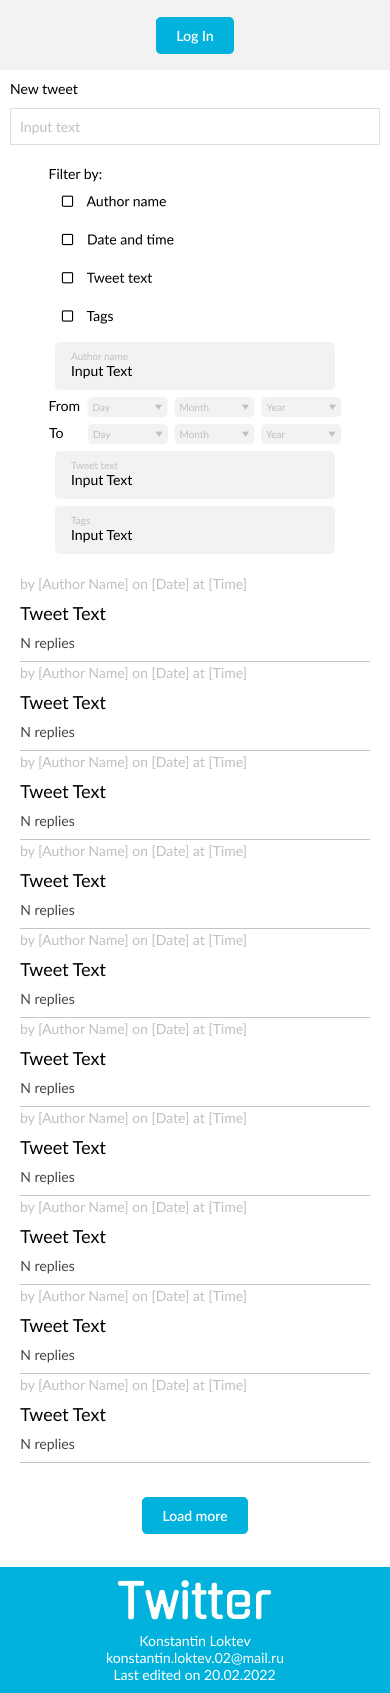 Log In
New tweet
Input text
Filter by:
Author name
Date and time
Tweet text
Tags
Author name
Input Text
From Day Month Year
To Day Month Year
Tweet text
Input Text
Tags
Input Text
by [Author Name] on [Date] at [Time]
Tweet Text
N replies
by [Author Name] on [Date] at [Time]
Tweet Text
N replies
by [Author Name] on [Date] at [Time]
Tweet Text
N replies
by [Author Name] on [Date] at [Time]
Tweet Text
N replies
by [Author Name] on [Date] at [Time]
Tweet Text
N replies
by [Author Name] on [Date] at [Time]
Tweet Text
N replies
by [Author Name] on [Date] at [Time]
Tweet Text
N replies
by [Author Name] on [Date] at [Time]
Tweet Text
N replies
by [Author Name] on [Date] at [Time]
Tweet Text
N replies
by [Author Name] on [Date] at [Time]
Tweet Text
N replies
Load more
Twitter
Konstantin Loktev
konstantin.loktev.02@mail.ru
Last edited on 20.02.2022